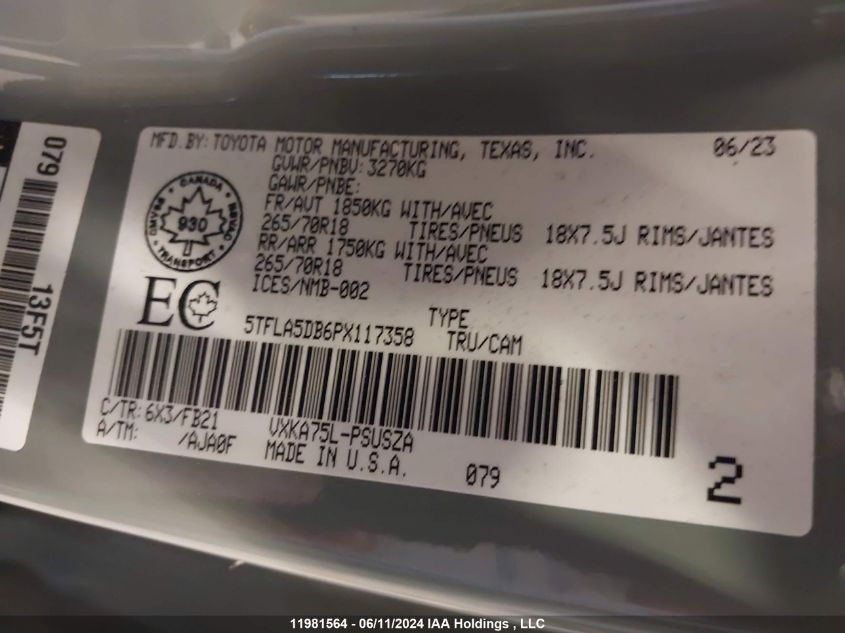 079
13F5T
MFD. BY: TOYOTA MOTOR MANUFACTURING, TEXAS, INC. 06/23
GVWR/PNBV: 3270KG
GAWR/PNBE:
FR/AVT 1850KG WITH/AVEC
265/70R18 TIRES/PNEUS 18X7.5J RIMS/JANTES
RR/ARR 1750KG WITH/AVEC
265/70R18 TIRES/PNEUS 18X7.5J RIMS/JANTES
ICES/NMB-002
CANADA
930
TRANSPORT
EC
5TFLA5DB6PX117358 TYPE
TRU/CAM
C/TR: 6X3/FB21 VXKA75L-PSUSZA
A/TM: /AJA0F MADE IN U.S.A. 079
2
11981564 - 06/11/2024 IAA Holdings , LLC